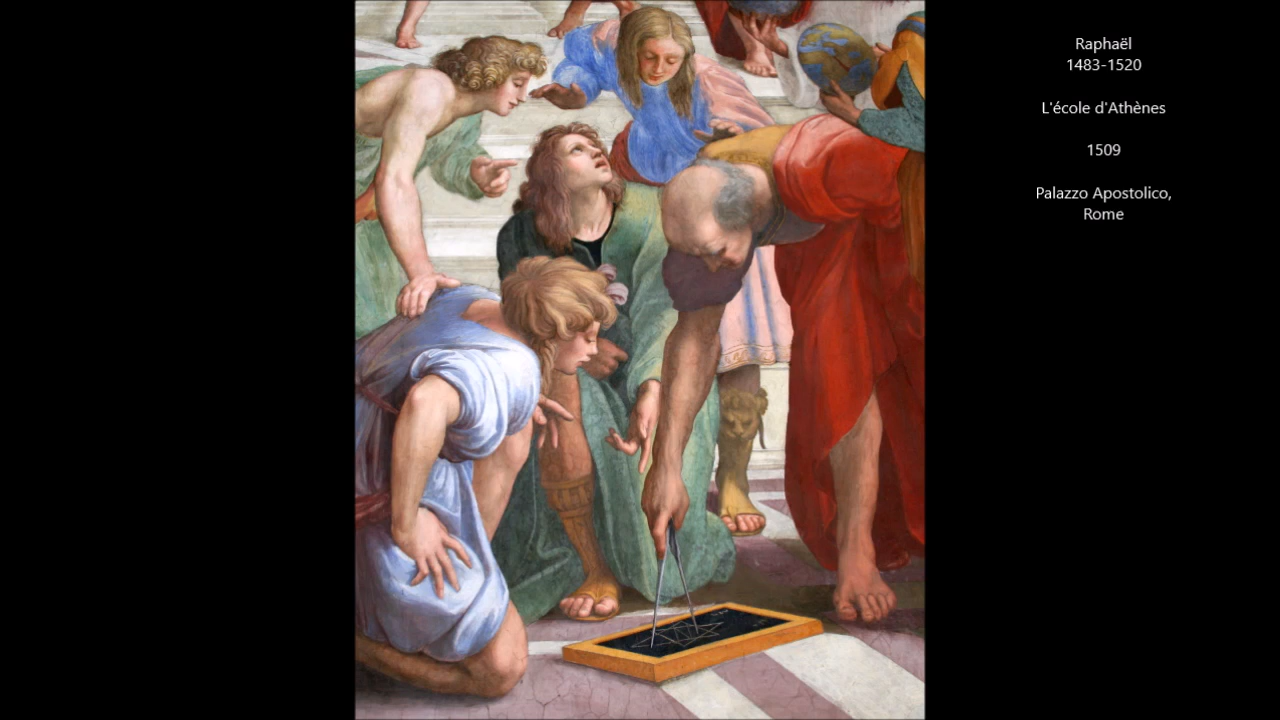 Raphaël
1483-1520
L'école d'Athènes
1509
Palazzo Apostolico,
Rome